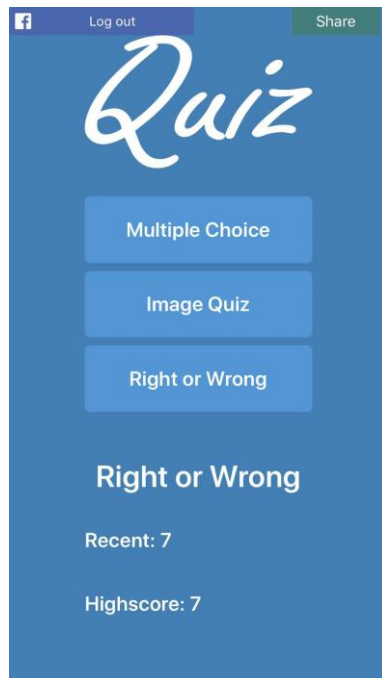 Log out
Share
Quiz
Multiple Choice
Image Quiz
Right or Wrong
Right or Wrong
Recent: 7
Highscore: 7